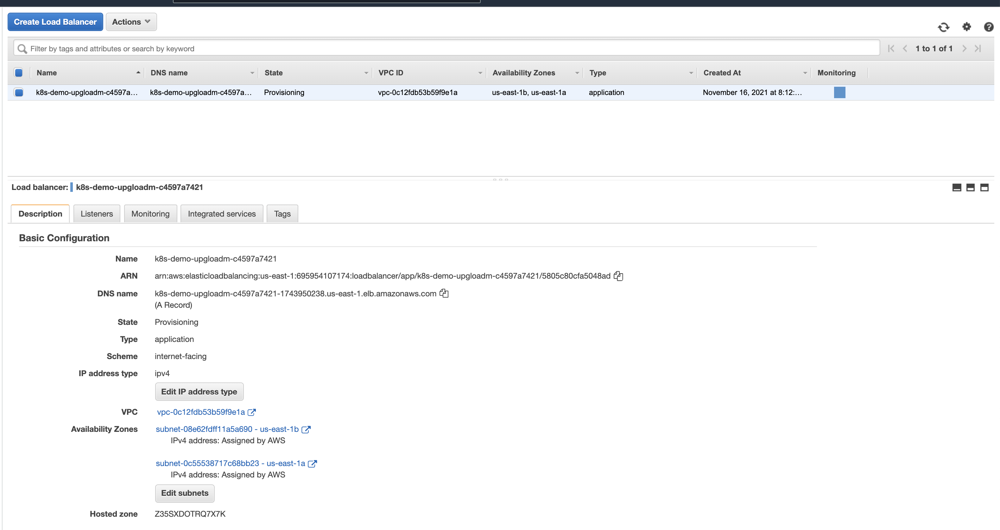 Create Load Balancer Actions
Filter by tags and attributes or search by keyword 1 to 1 of 1
Name DNS name State VPC ID Availability Zones Type Created At Monitoring
k8s-demo-upgloadm-c4597a... k8s-demo-upgloadm-c4597a... Provisioning vpc-0c12fdb53b59f9e1a us-east-1b, us-east-1a application November 16, 2021 at 8:12:...
Load balancer: k8s-demo-upgloadm-c4597a7421
Description Listeners Monitoring Integrated services Tags
Basic Configuration
Name k8s-demo-upgloadm-c4597a7421
ARN arn:aws:elasticloadbalancing:us-east-1:695954107174:loadbalancer/app/k8s-demo-upgloadm-c4597a7421/5805c80cfa5048ad
DNS name k8s-demo-upgloadm-c4597a7421-1743950238.us-east-1.elb.amazonaws.com
(A Record)
State Provisioning
Type application
Scheme internet-facing
IP address type ipv4
Edit IP address type
VPC vpc-0c12fdb53b59f9e1a
Availability Zones subnet-08e62fdff11a5a690 - us-east-1b
IPv4 address: Assigned by AWS
subnet-0c55538717c68bb23 - us-east-1a
IPv4 address: Assigned by AWS
Edit subnets
Hosted zone Z35SXDOTRQ7X7K